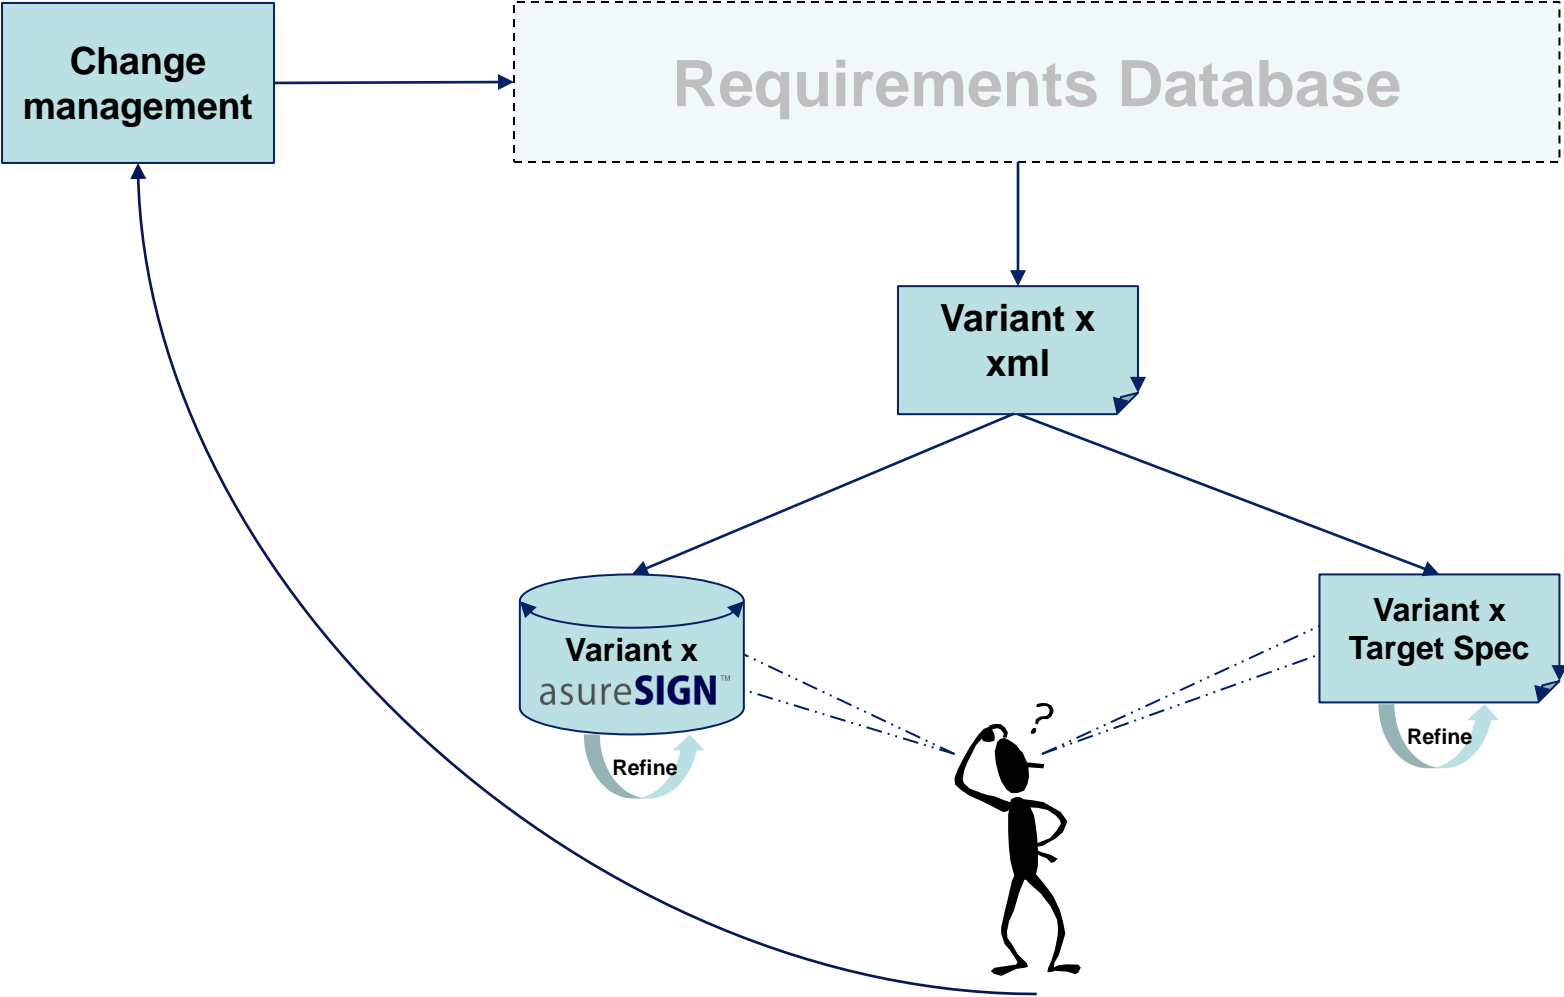 Change
management
Requirements Database
Variant x
xml
Variant x
asureSIGN™
Refine
Variant x
Target Spec
Refine
?